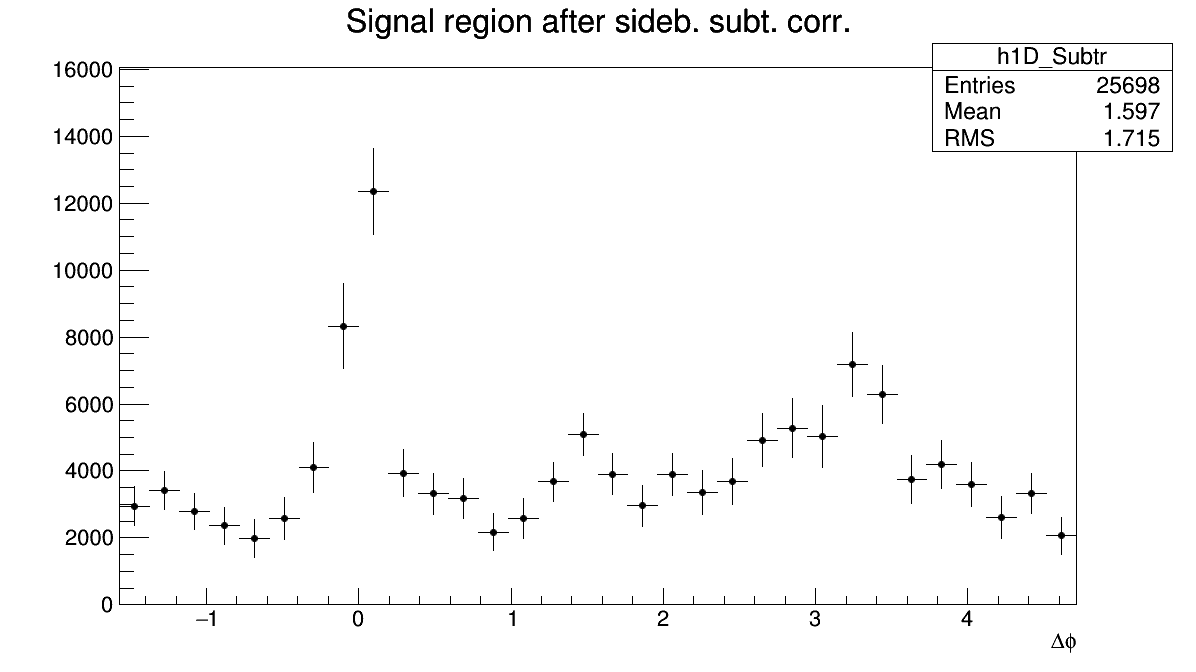 Signal region after sideb. subt. corr.
h1D_Subtr
Entries 25698
Mean 1.597
RMS 1.715
16000
14000
12000
10000
8000
6000
4000
2000
0
−1 0 1 2 3 4
Δϕ